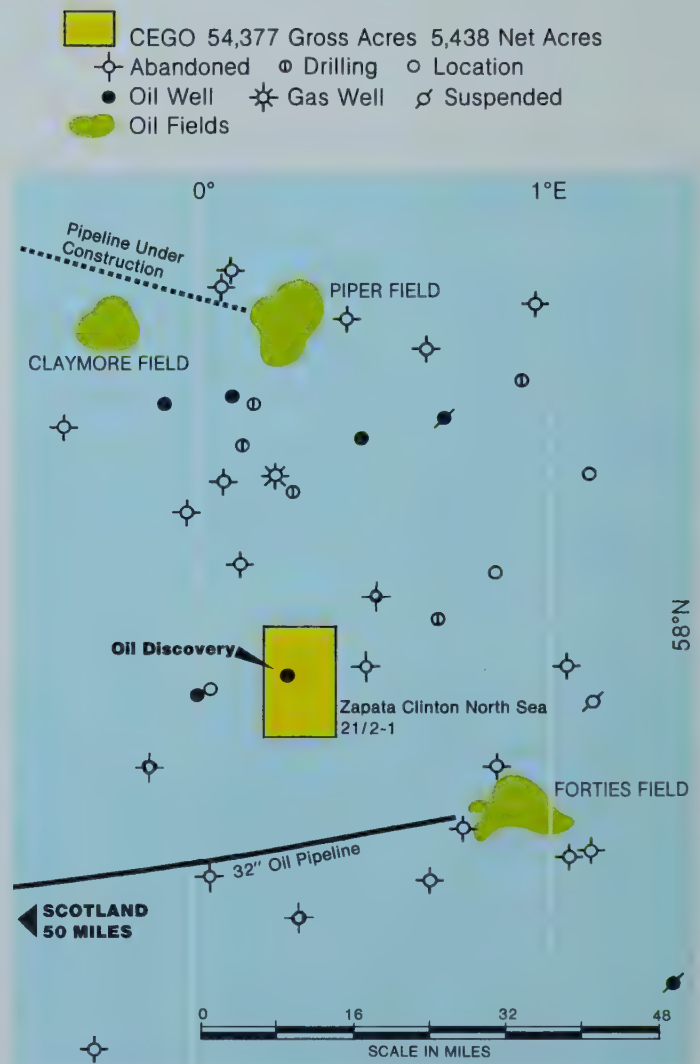 CEGO 54,377 Gross Acres 5,438 Net Acres
Abandoned Drilling Location
Oil Well Gas Well Suspended
Oil Fields
0° 1°E
Pipeline Under
Construction
PIPER FIELD
CLAYMORE FIELD
58°N
Oil Discovery
Zapata Clinton North Sea
21/2-1
FORTIES FIELD
32" Oil Pipeline
SCOTLAND
50 MILES
0 16 32 48
SCALE IN MILES